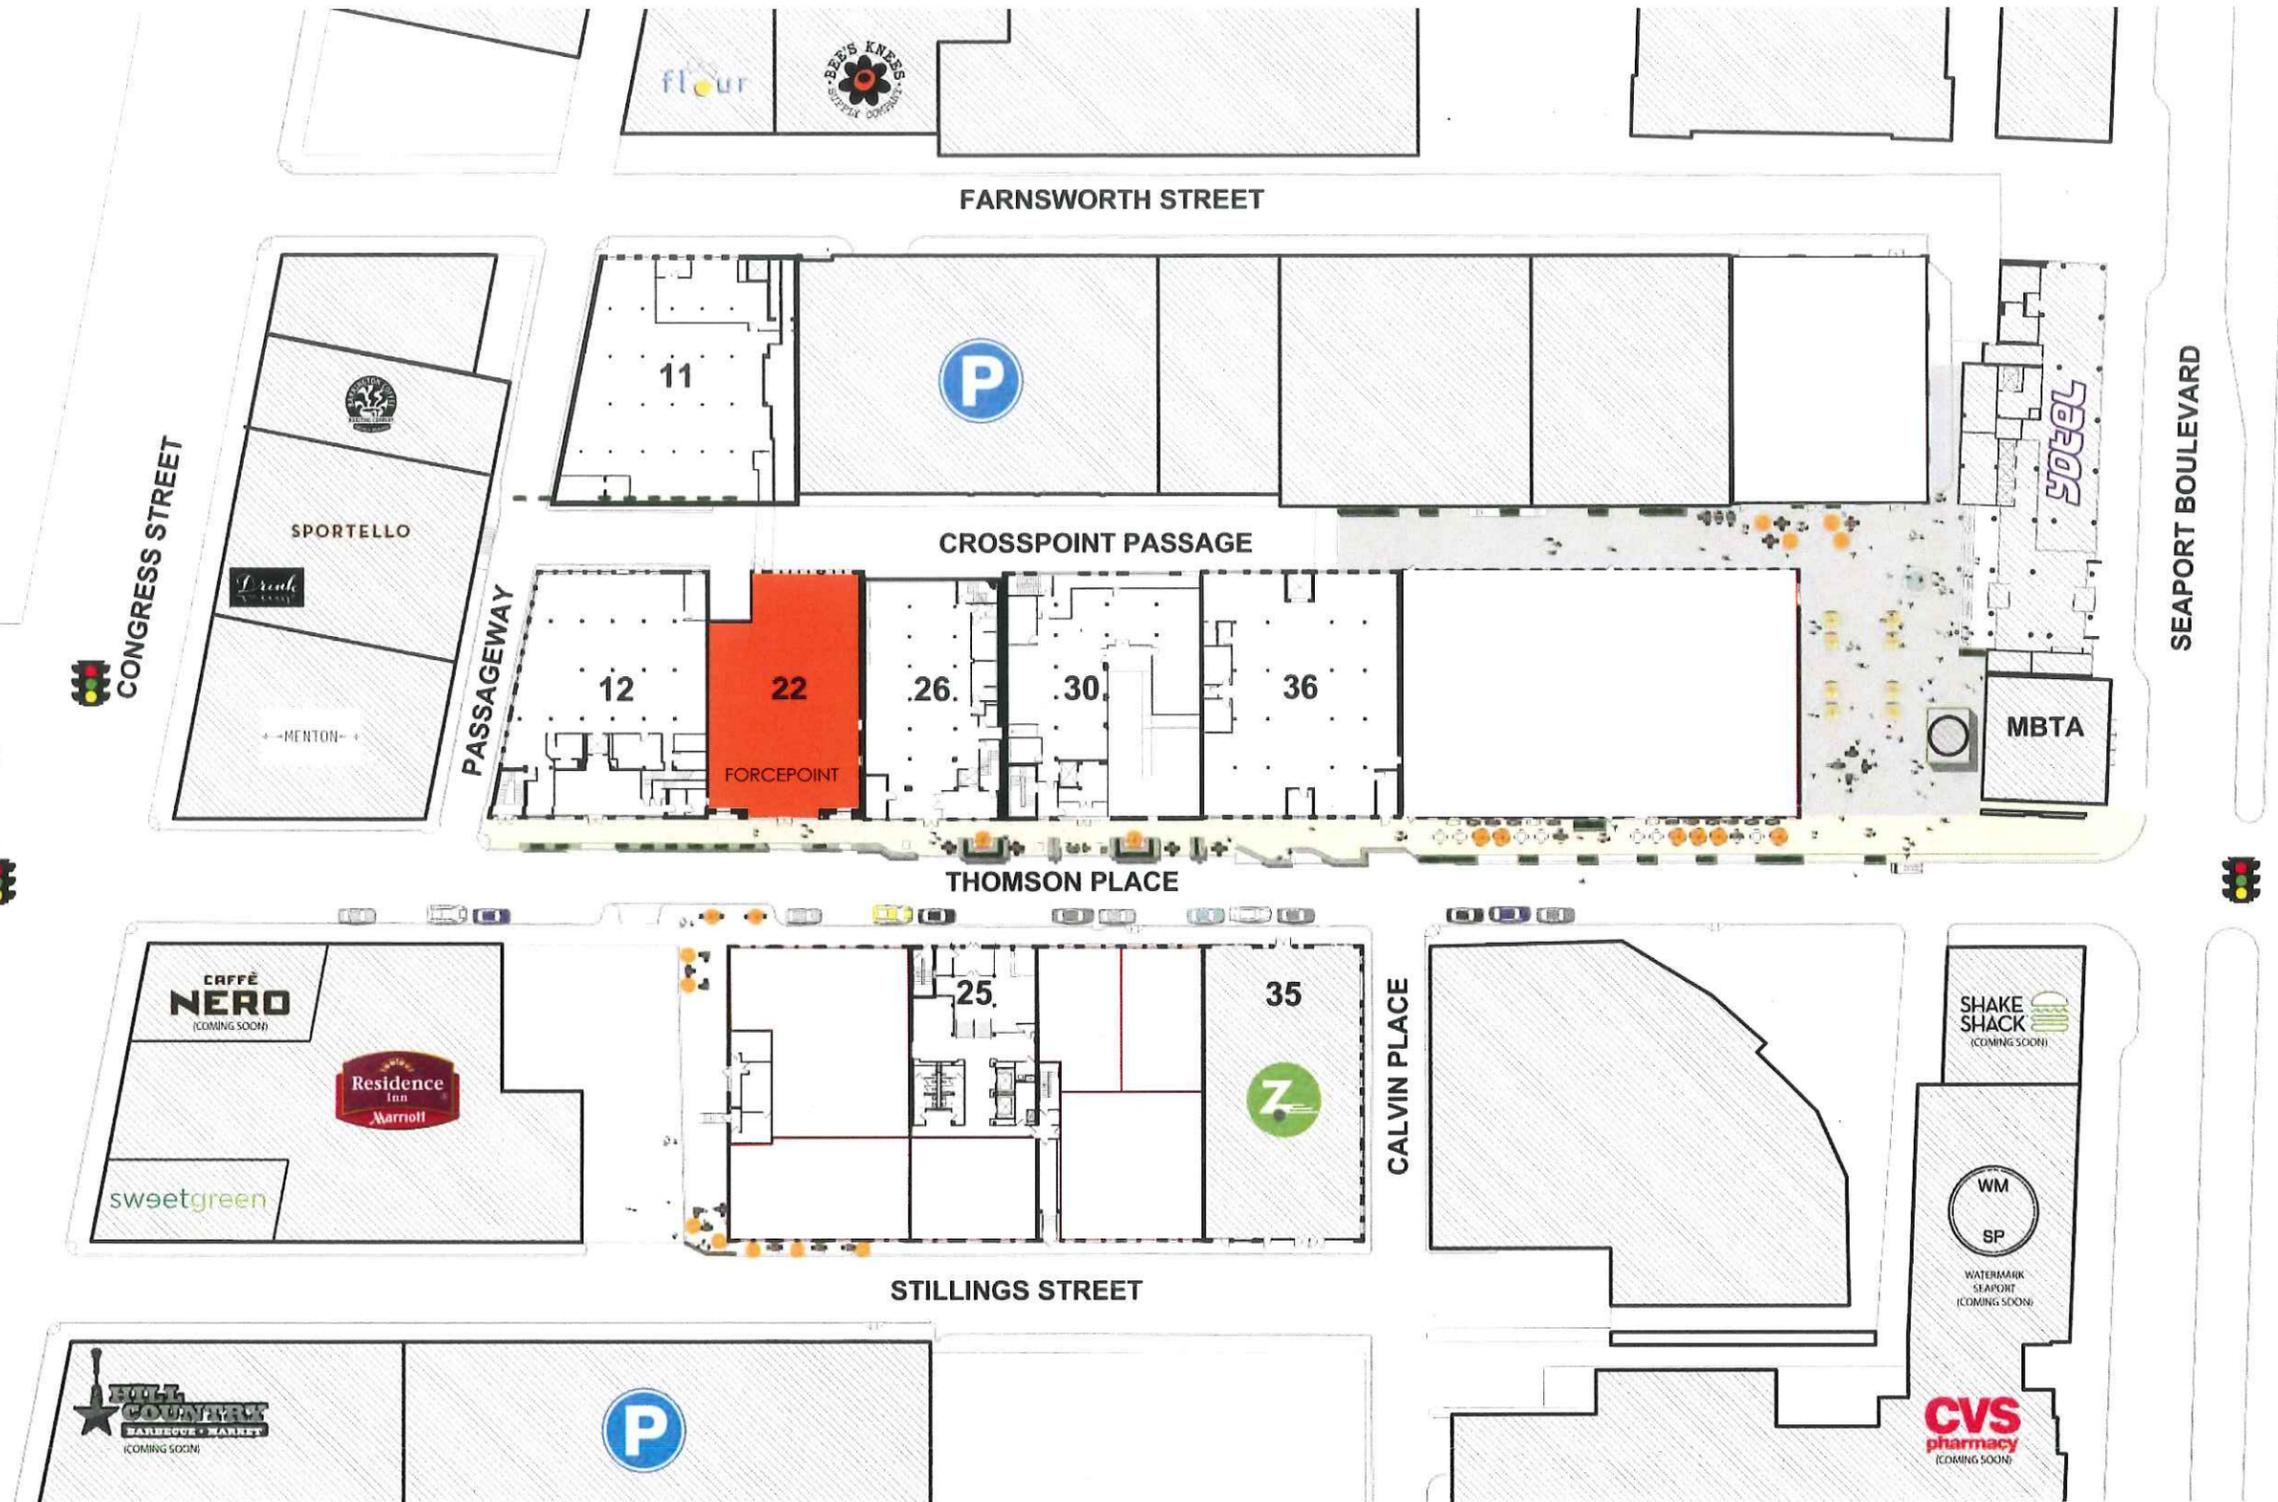 flour
BEE'S KNEES
SUPPLY COMPANY
FARNSWORTH STREET
11
P
yotel
SEAPORT BOULEVARD
CONGRESS STREET
SPORTELLO
Drink
CROSSPOINT PASSAGE
PASSAGEWAY
12
22
.26.
.30.
36
MENTON
FORCEPOINT
MBTA
THOMSON PLACE
CAFFÈ
NERO
(COMING SOON)
Residence
Inn
Marriott
sweetgreen
25.
35
Z
CALVIN PLACE
SHAKE
SHACK
(COMING SOON)
WM
SP
WATERMARK
SEAPORT
(COMING SOON)
STILLINGS STREET
HILL
COUNTRY
BARBECUE • MARKET
(COMING SOON)
P
CVS
pharmacy
(COMING SOON)